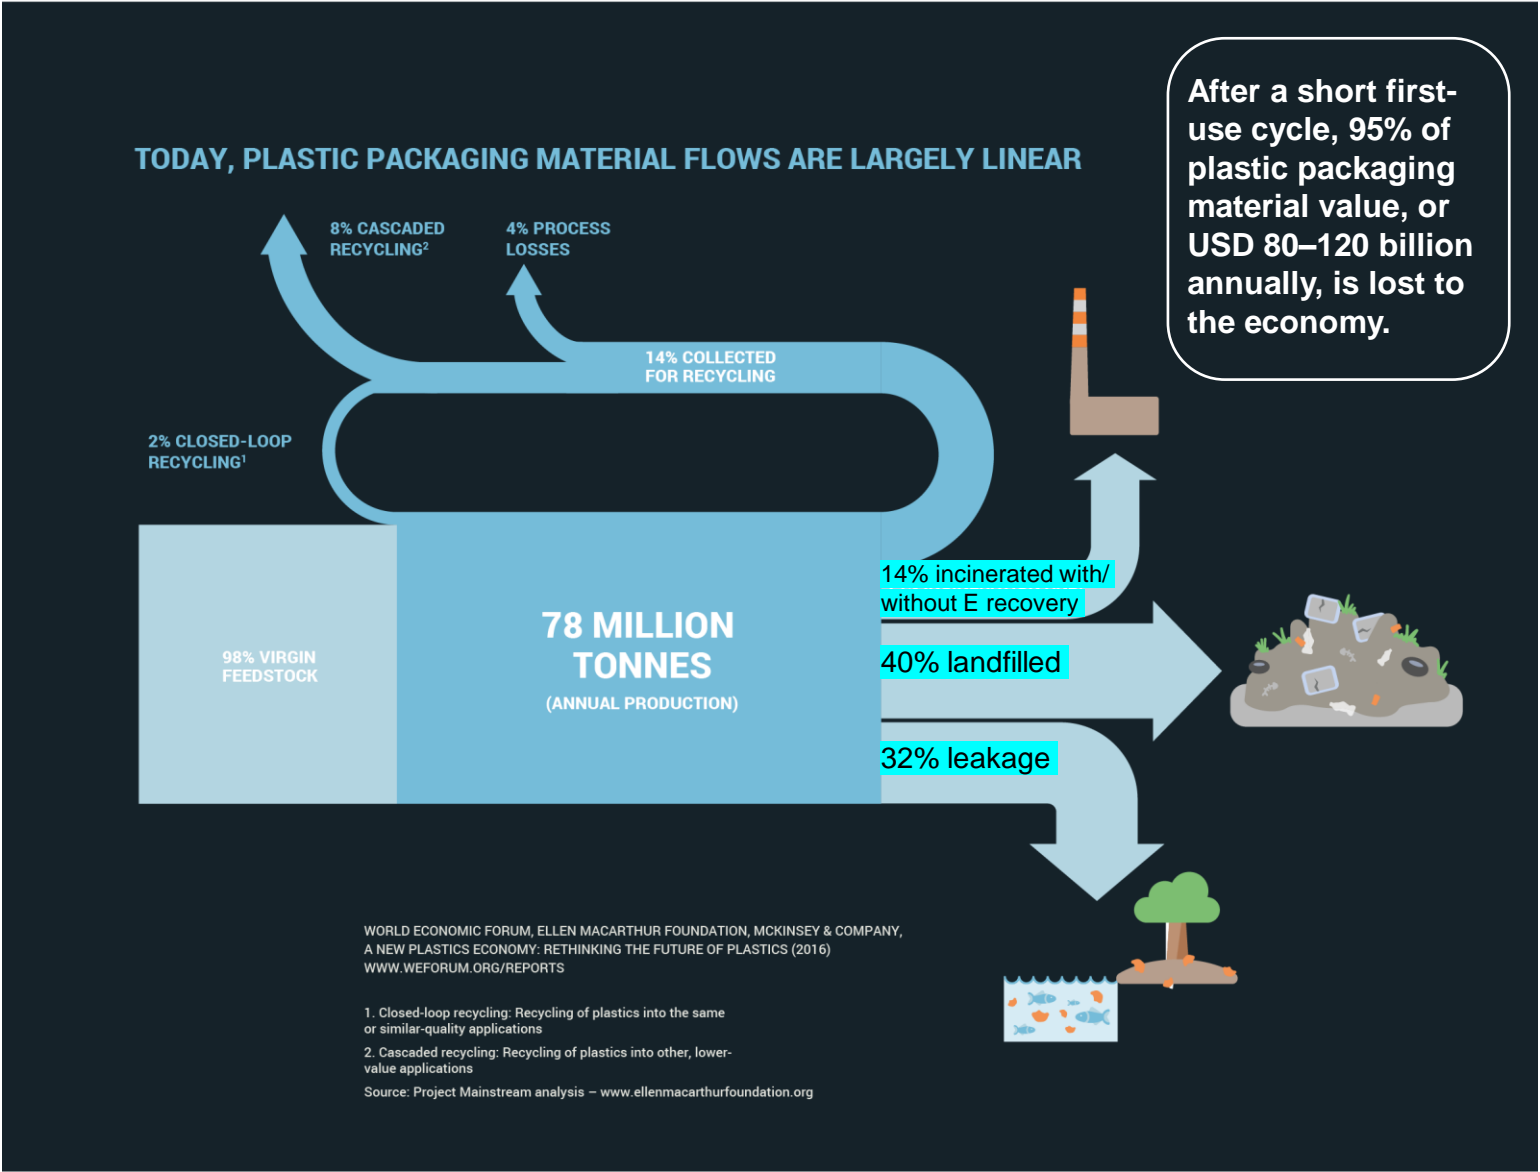 After a short first-
use cycle, 95% of
plastic packaging
material value, or
USD 80–120 billion
annually, is lost to
the economy.
TODAY, PLASTIC PACKAGING MATERIAL FLOWS ARE LARGELY LINEAR
8% CASCADED
RECYCLING²
4% PROCESS
LOSSES
14% COLLECTED
FOR RECYCLING
2% CLOSED-LOOP
RECYCLING¹
98% VIRGIN
FEEDSTOCK
78 MILLION
TONNES
(ANNUAL PRODUCTION)
14% incinerated with/
without E recovery
40% landfilled
32% leakage
WORLD ECONOMIC FORUM, ELLEN MACARTHUR FOUNDATION, MCKINSEY & COMPANY,
A NEW PLASTICS ECONOMY: RETHINKING THE FUTURE OF PLASTICS (2016)
WWW.WEFORUM.ORG/REPORTS
1. Closed-loop recycling: Recycling of plastics into the same
or similar-quality applications
2. Cascaded recycling: Recycling of plastics into other, lower-
value applications
Source: Project Mainstream analysis – www.ellenmacarthurfoundation.org